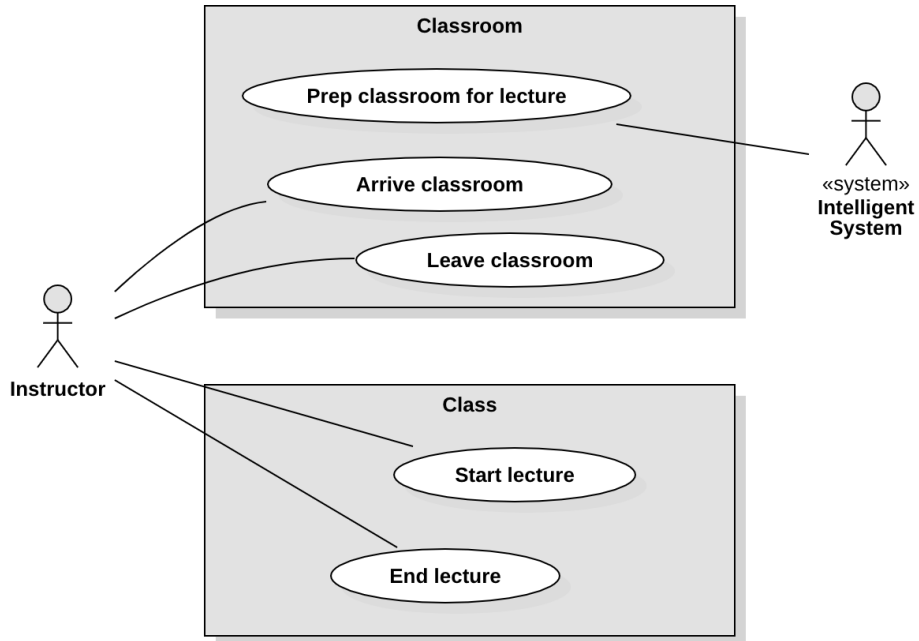 Classroom
Prep classroom for lecture
Arrive classroom
Leave classroom
«system»
Intelligent
System
Instructor
Class
Start lecture
End lecture